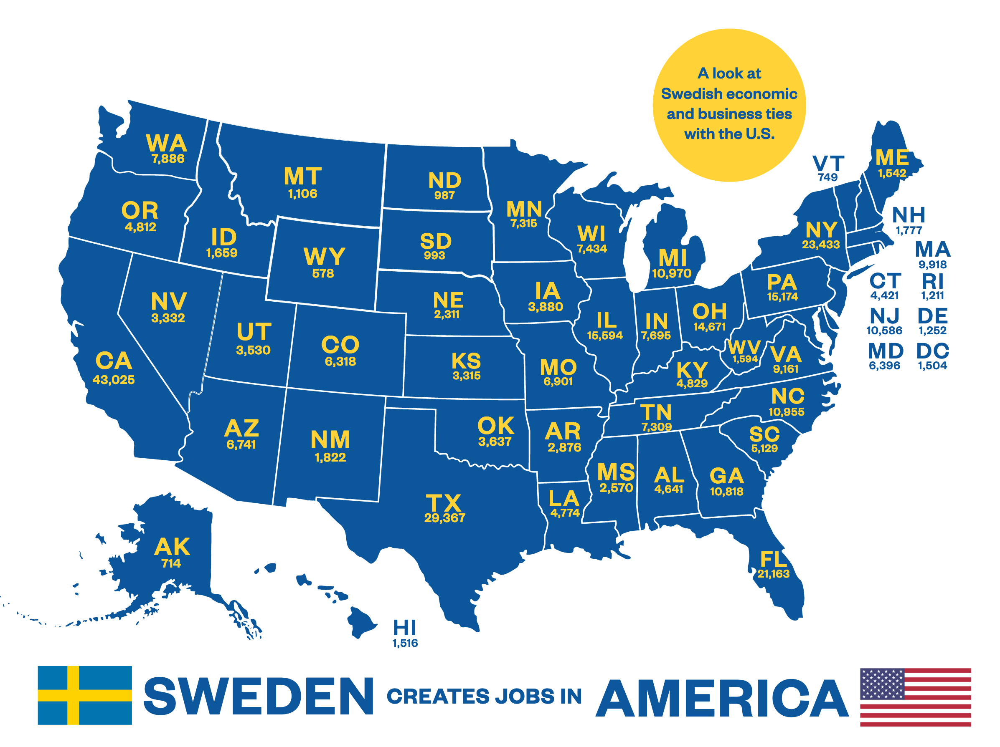 A look at
Swedish economic
and business ties
with the U.S.
WA
7,886
MT
1,106
ND
987
MN
7,315
VT
749
ME
1,542
OR
4,812
ID
1,659
SD
993
WI
7,434
MI
10,970
NY
23,433
NH
1,777
MA
9,918
WY
578
CT
4,421
RI
1,211
NV
3,332
NE
2,311
IA
3,880
PA
15,174
NJ
10,586
DE
1,252
UT
3,530
CO
6,318
IL
15,594
IN
7,695
OH
14,671
MD
6,396
DC
1,504
CA
43,025
KS
3,315
MO
6,901
KY
4,829
WV
1,594
VA
9,161
NC
10,955
AZ
6,741
NM
1,822
OK
3,637
AR
2,876
TN
7,309
SC
5,129
MS
2,570
AL
4,641
GA
10,818
TX
29,367
LA
4,774
AK
714
FL
21,163
HI
1,516
SWEDEN CREATES JOBS IN AMERICA